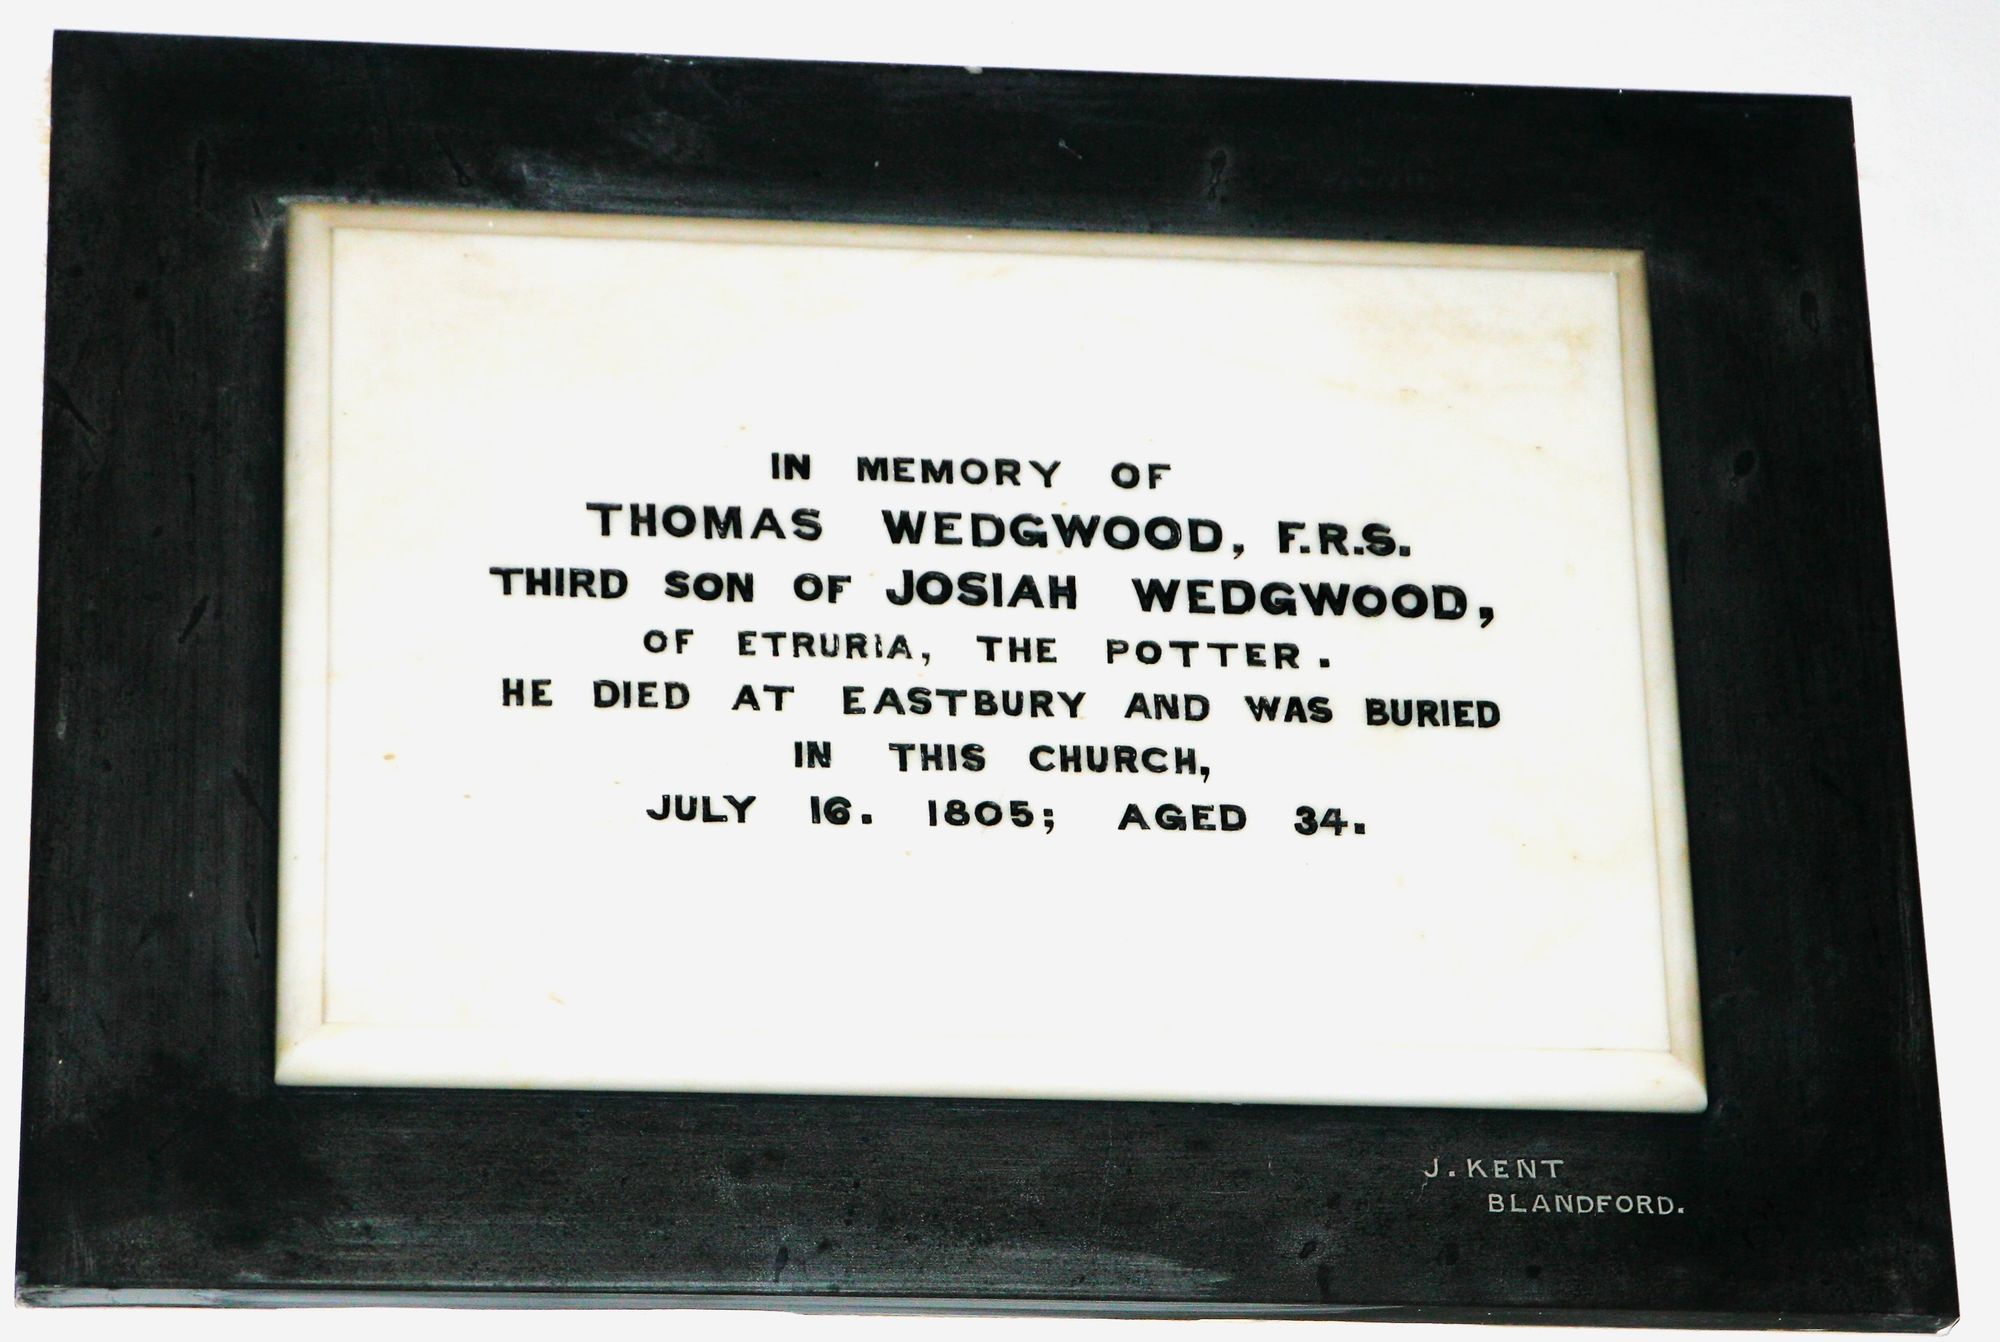 IN MEMORY OF
THOMAS WEDGWOOD, F.R.S.
THIRD SON OF JOSIAH WEDGWOOD,
OF ETRURIA, THE POTTER.
HE DIED AT EASTBURY AND WAS BURIED
IN THIS CHURCH,
JULY 16. 1805; AGED 34.
J. KENT
BLANDFORD.